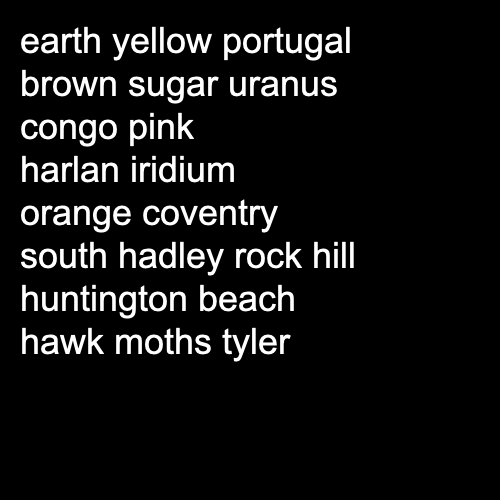 earth yellow portugal
brown sugar uranus
congo pink
harlan iridium
orange coventry
south hadley rock hill
huntington beach
hawk moths tyler